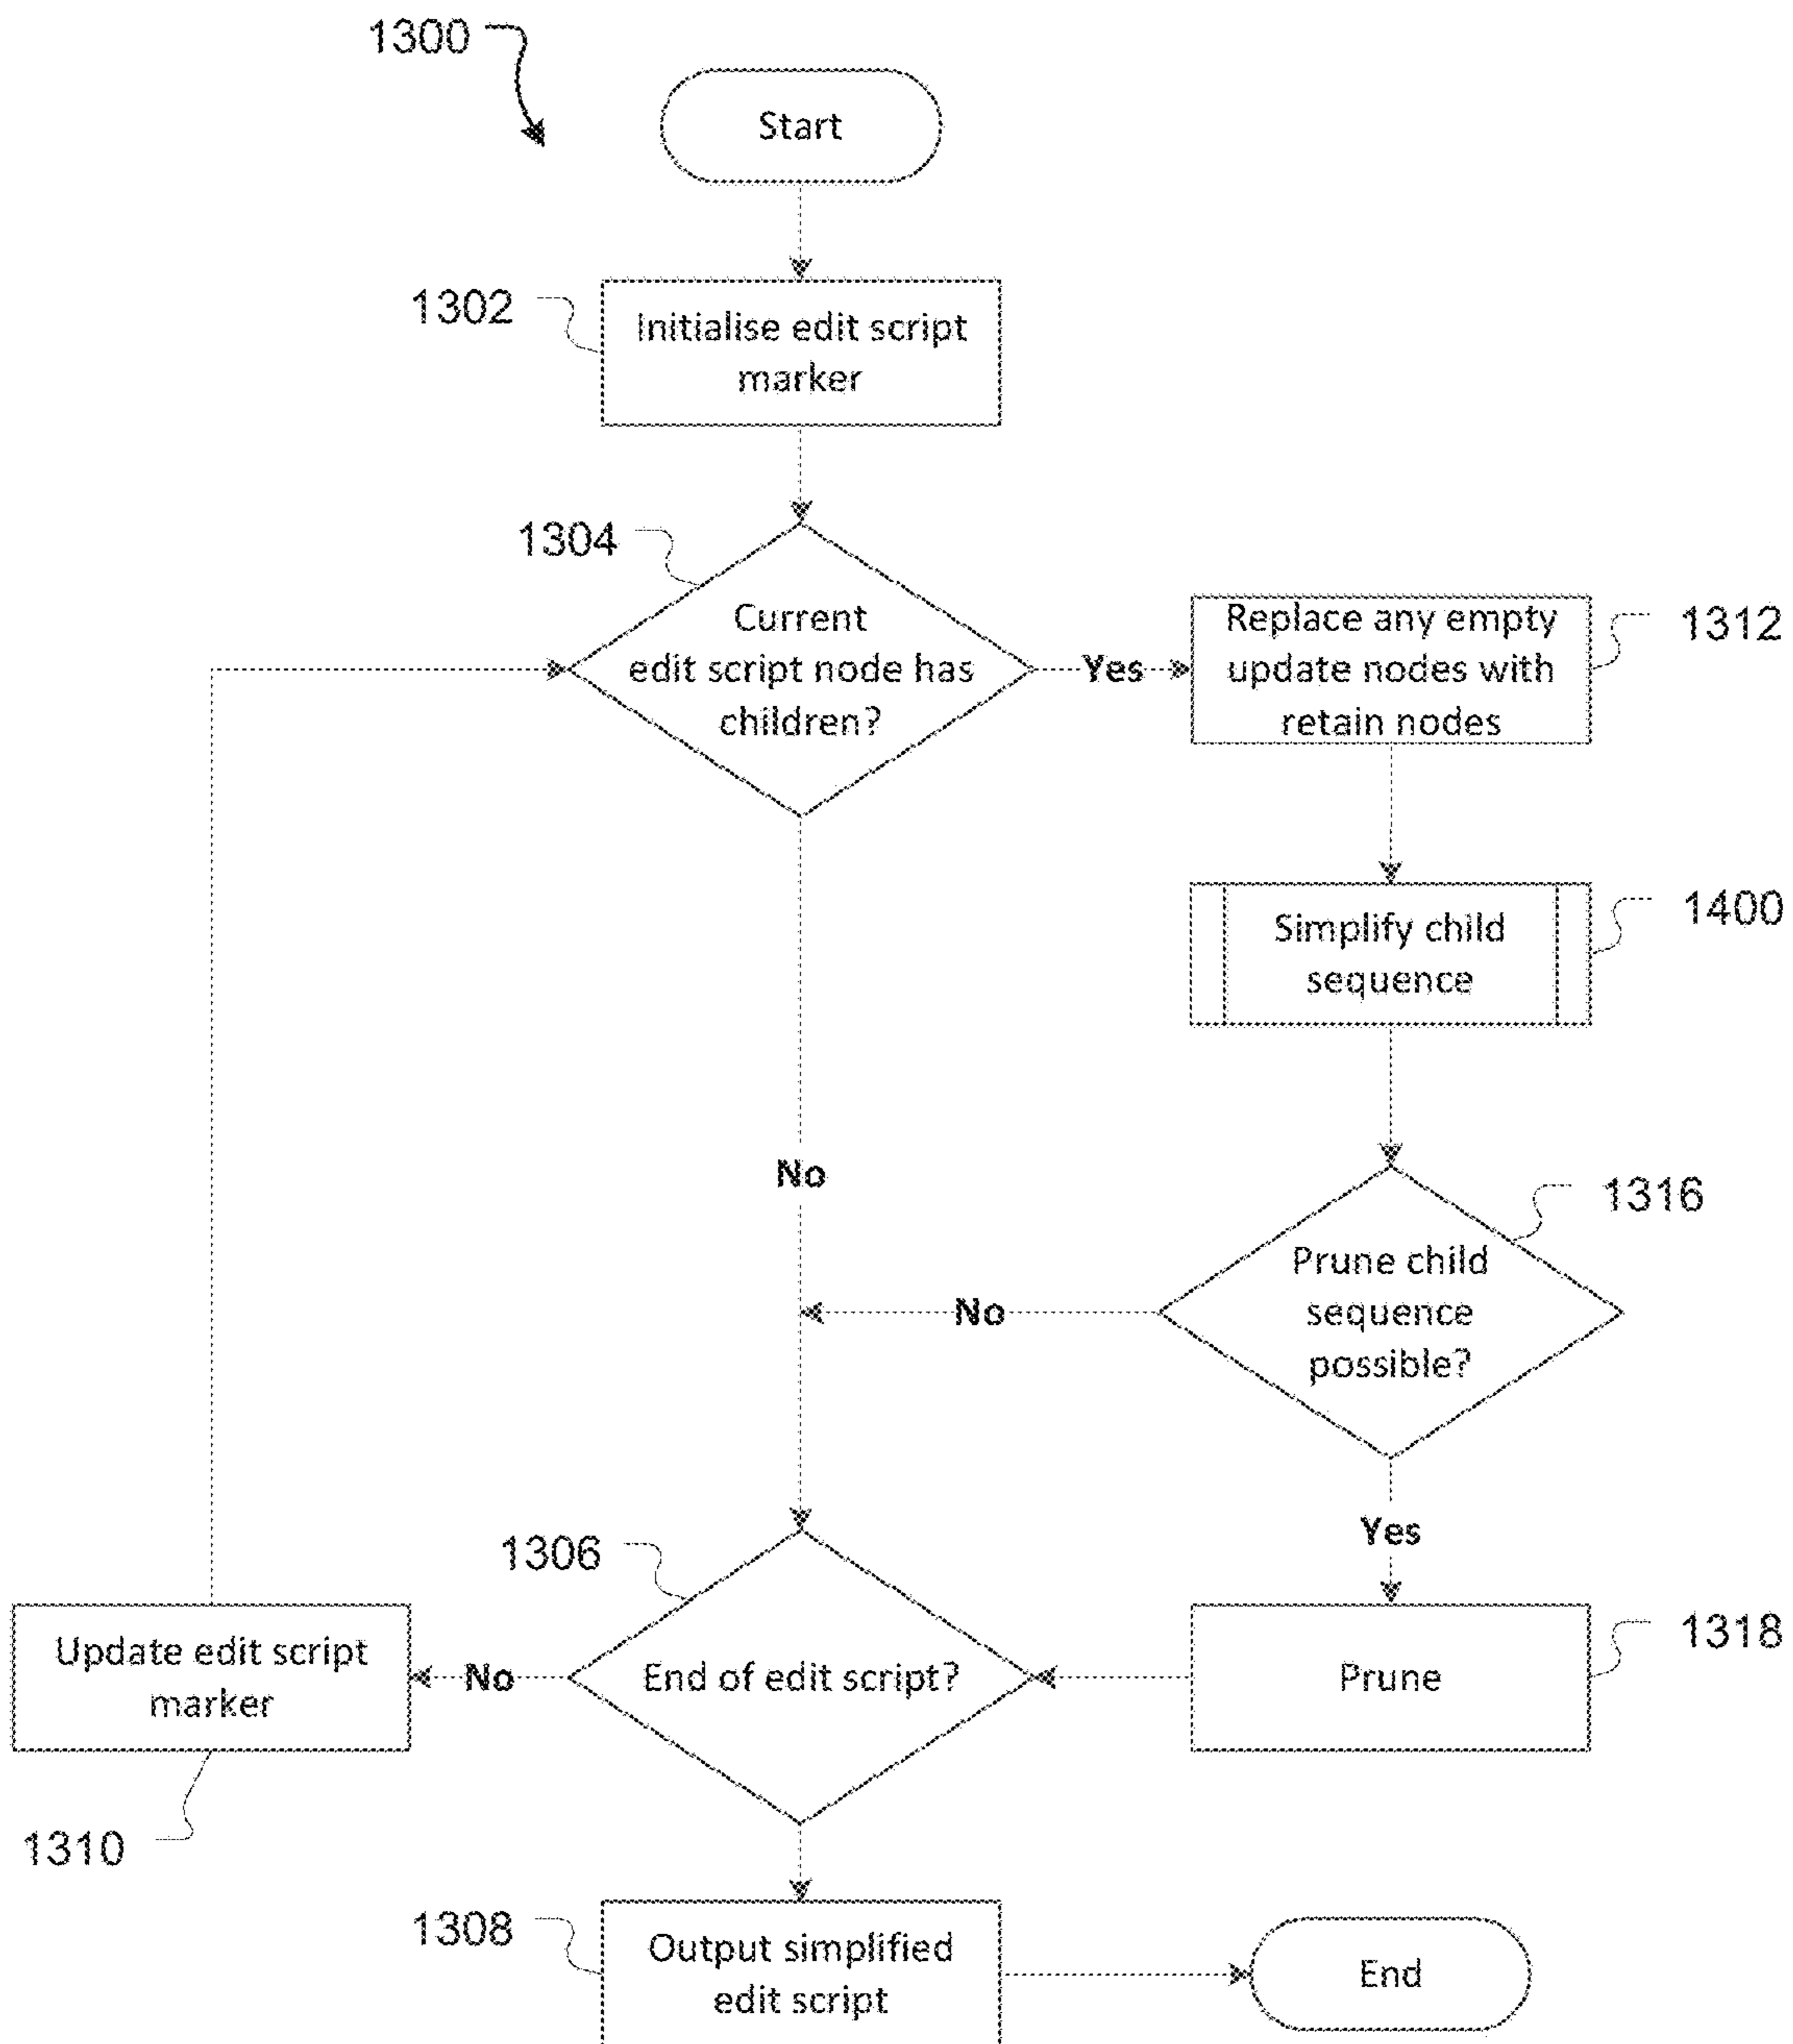 1300
Start
1302
Initialise edit script
marker
1304
Current
edit script node has
children?
Yes
Replace any empty
update nodes with
retain nodes
1312
Simplify child
sequence
1400
No
1316
Prune child
sequence
possible?
No
Yes
1306
End of edit script?
No
Update edit script
marker
1310
Prune
1318
1308
Output simplified
edit script
End